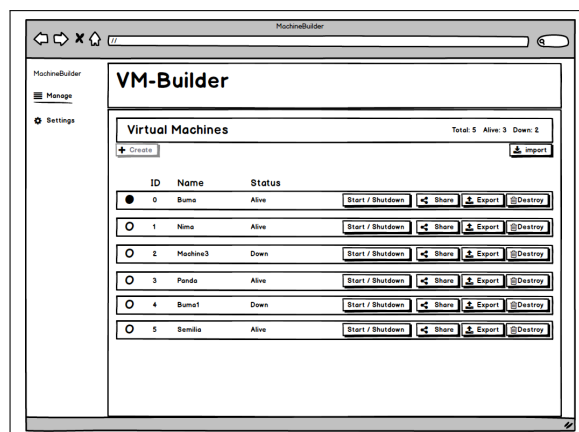 MachineBuilder
//
MachineBuilder
Manage
Settings
VM-Builder
Virtual Machines Total: 5 Alive: 3 Down: 2
Create import
ID Name Status
0 Buma Alive Start / Shutdown Share Export Destroy
1 Nima Alive Start / Shutdown Share Export Destroy
2 Machine3 Down Start / Shutdown Share Export Destroy
3 Panda Alive Start / Shutdown Share Export Destroy
4 Buma1 Down Start / Shutdown Share Export Destroy
5 Semilia Alive Start / Shutdown Share Export Destroy